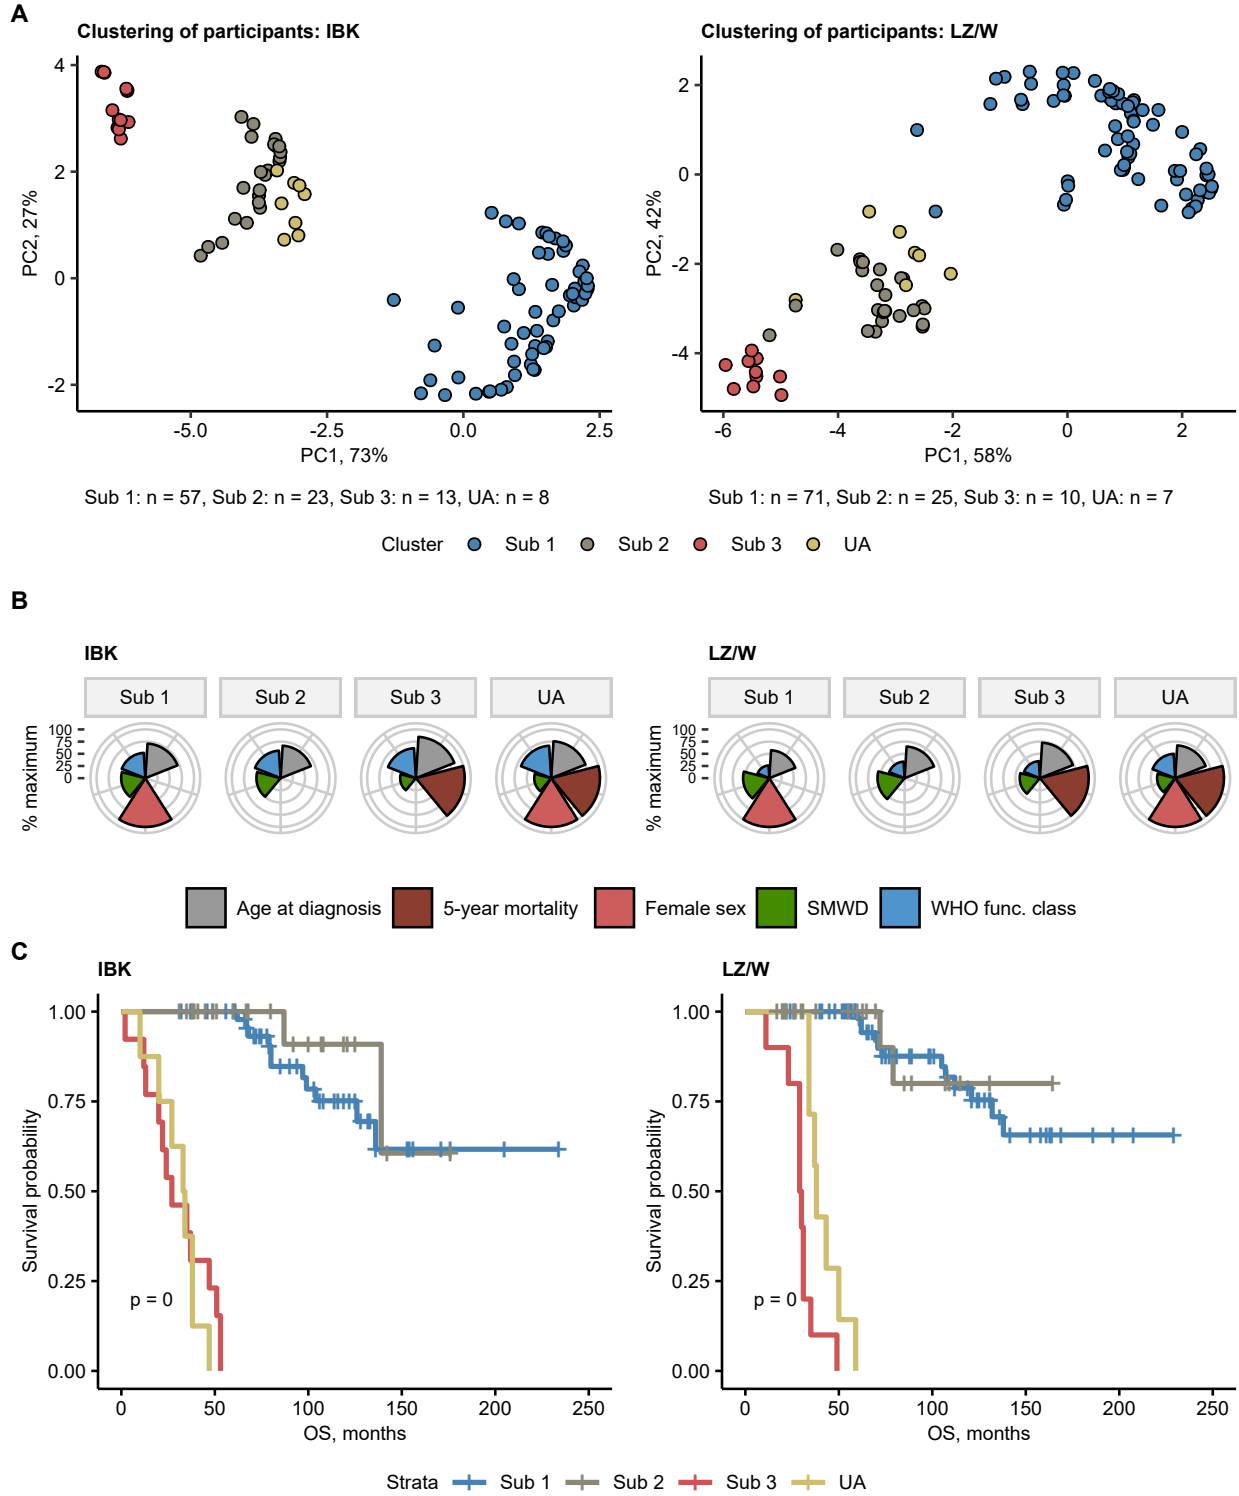 A
Clustering of participants: IBK
Clustering of participants: LZ/W
PC2, 27%
4
2
0
-2
-5.0
-2.5
0.0
2.5
PC1, 73%
Sub 1: n = 57, Sub 2: n = 23, Sub 3: n = 13, UA: n = 8
PC2, 42%
2
0
-2
-4
-6
-4
-2
0
2
PC1, 58%
Sub 1: n = 71, Sub 2: n = 25, Sub 3: n = 10, UA: n = 7
Cluster Sub 1 Sub 2 Sub 3 UA
B
IBK
Sub 1 Sub 2 Sub 3 UA
% maximum
100
75
50
25
0
LZ/W
Sub 1 Sub 2 Sub 3 UA
% maximum
100
75
50
25
0
Age at diagnosis 5-year mortality Female sex SMWD WHO func. class
C
IBK
Survival probability
1.00
0.75
0.50
0.25
0.00
p = 0
0 50 100 150 200 250
OS, months
LZ/W
Survival probability
1.00
0.75
0.50
0.25
0.00
p = 0
0 50 100 150 200 250
OS, months
Strata Sub 1 Sub 2 Sub 3 UA